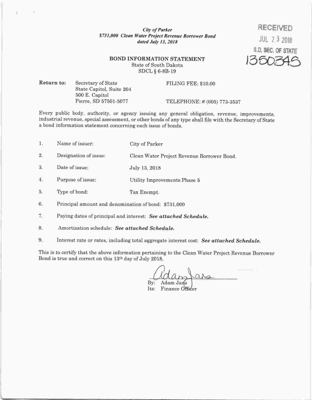 City of Parker
$731,000 Clean Water Project Revenue Borrower Bond
dated July 13, 2018
RECEIVED
JUL 23 2018
S.D. SEC. OF STATE
1360345
BOND INFORMATION STATEMENT
State of South Dakota
SDCL § 6-8B-19
Return to: Secretary of State FILING FEE: $10.00
State Capitol, Suite 204
500 E. Capitol
Pierre, SD 57501-5077 TELEPHONE: # (605) 773-3537
Every public body, authority, or agency issuing any general obligation, revenue, improvements,
industrial revenue, special assessment, or other bonds of any type shall file with the Secretary of State
a bond information statement concerning each issue of bonds.
1. Name of issuer: City of Parker
2. Designation of issue: Clean Water Project Revenue Borrower Bond.
3. Date of issue: July 13, 2018
4. Purpose of issue: Utility Improvements Phase 5
5. Type of bond: Tax Exempt.
6. Principal amount and denomination of bond: $731,000
7. Paying dates of principal and interest: See attached Schedule.
8. Amortization schedule: See attached Schedule.
9. Interest rate or rates, including total aggregate interest cost: See attached Schedule.
This is to certify that the above information pertaining to the Clean Water Project Revenue Borrower
Bond is true and correct on this 13th day of July 2018.
Adam Jans
By: Adam Jans
Its: Finance Officer